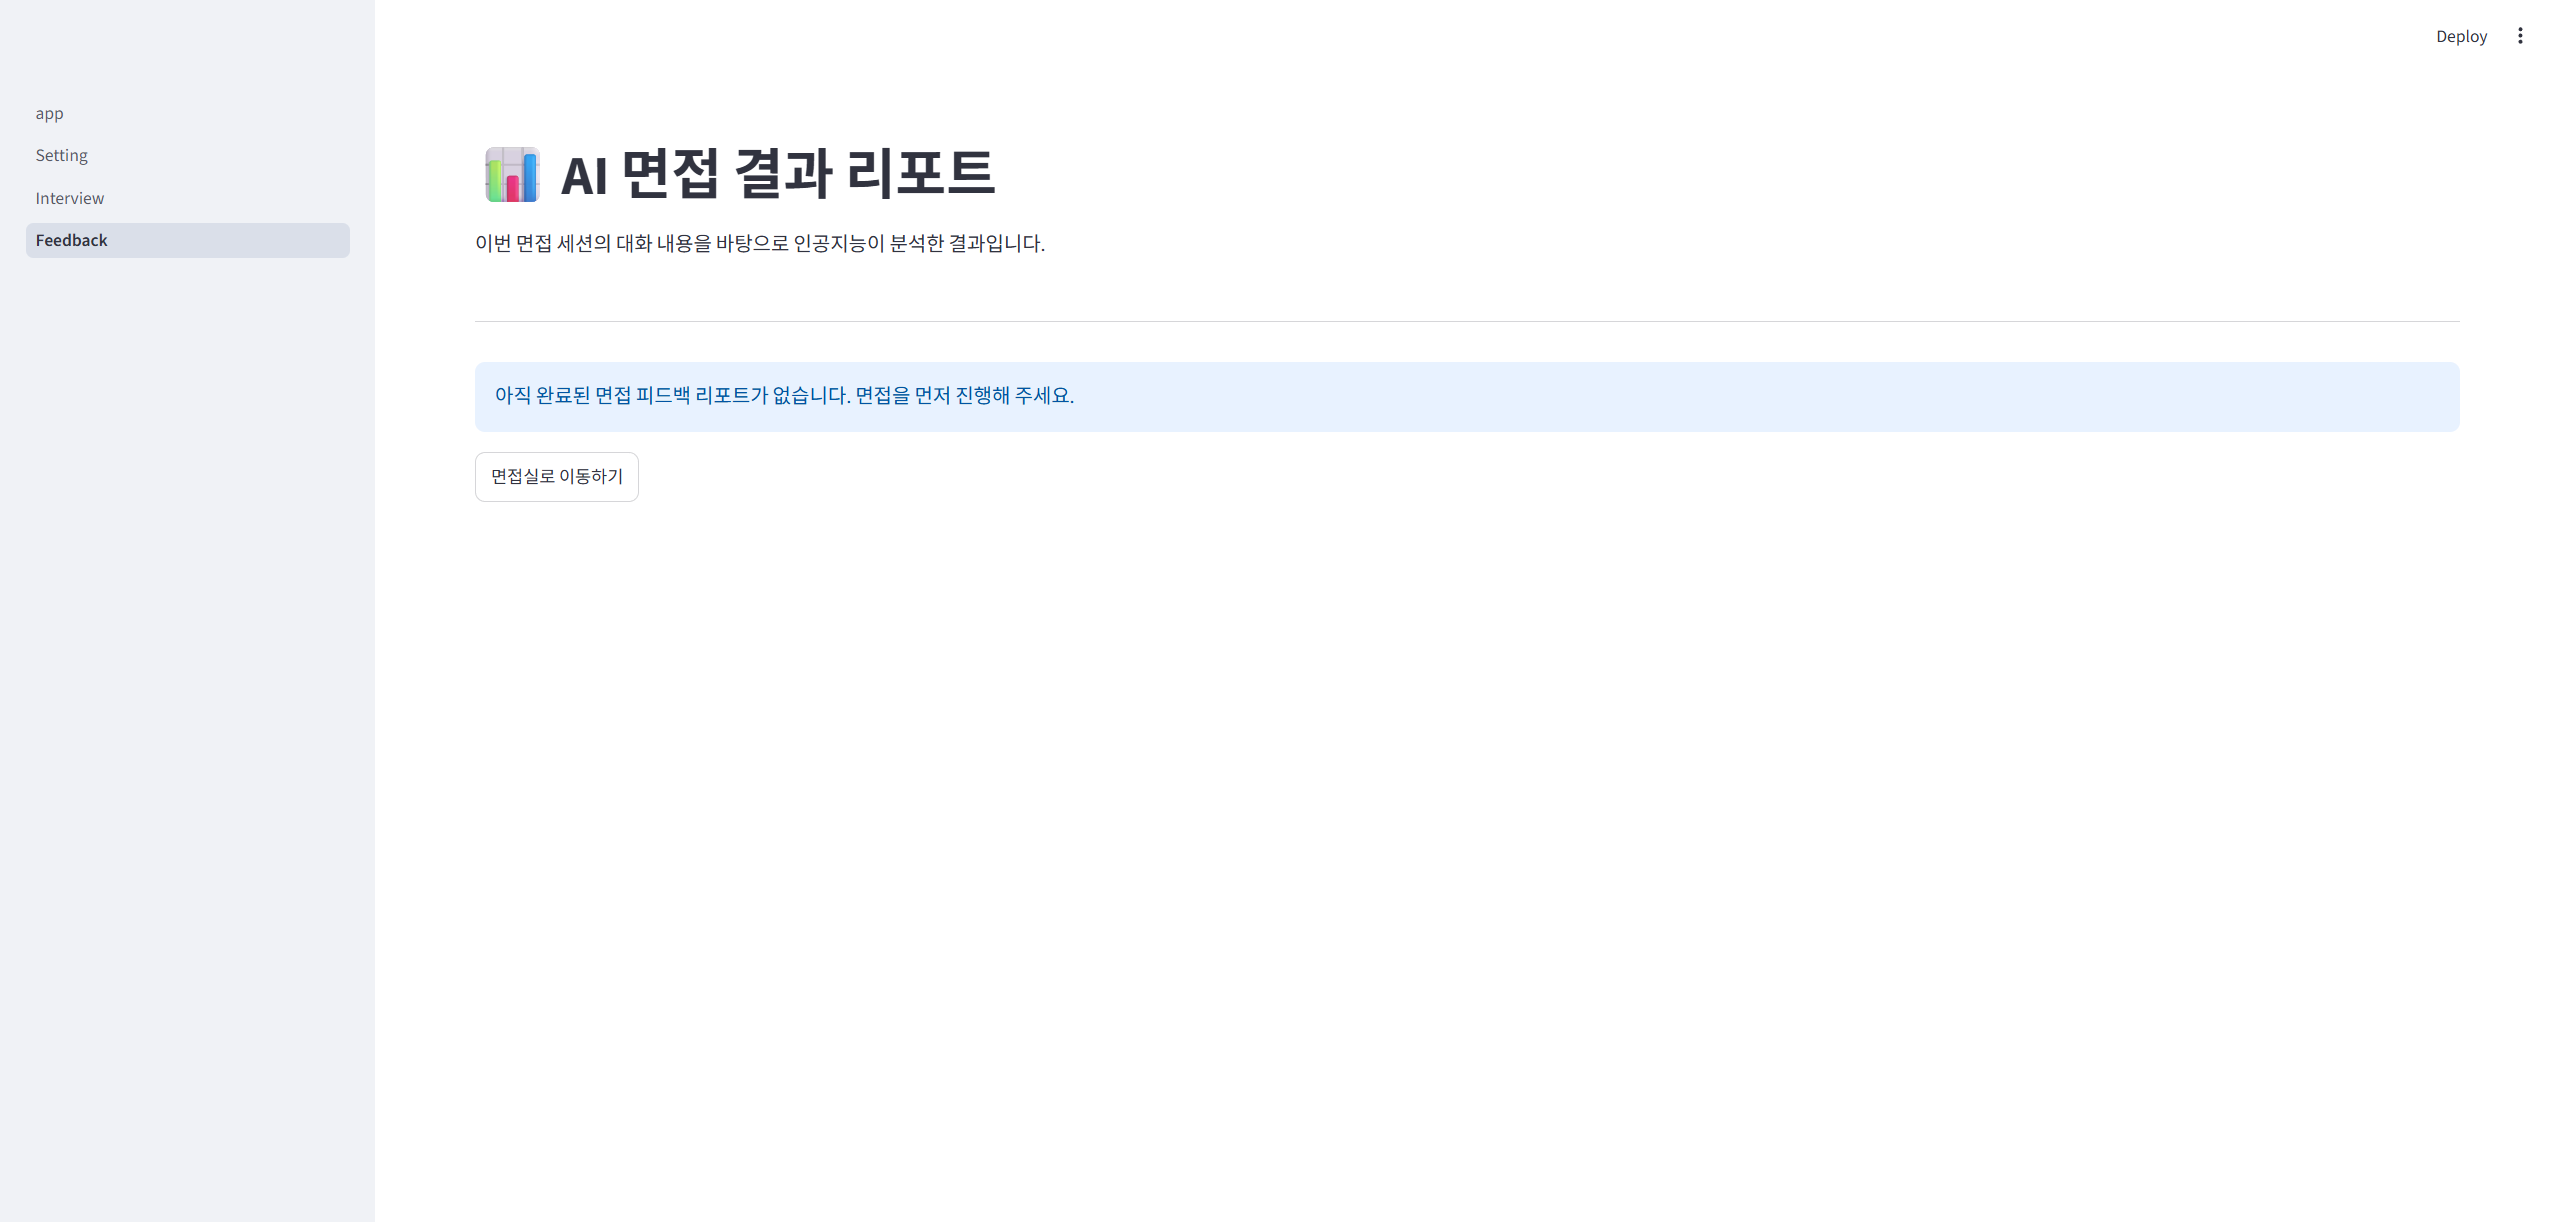 Deploy
app
Setting
Interview
Feedback
AI 면접 결과 리포트
이번 면접 세션의 대화 내용을 바탕으로 인공지능이 분석한 결과입니다.
아직 완료된 면접 피드백 리포트가 없습니다. 면접을 먼저 진행해 주세요.
면접실로 이동하기